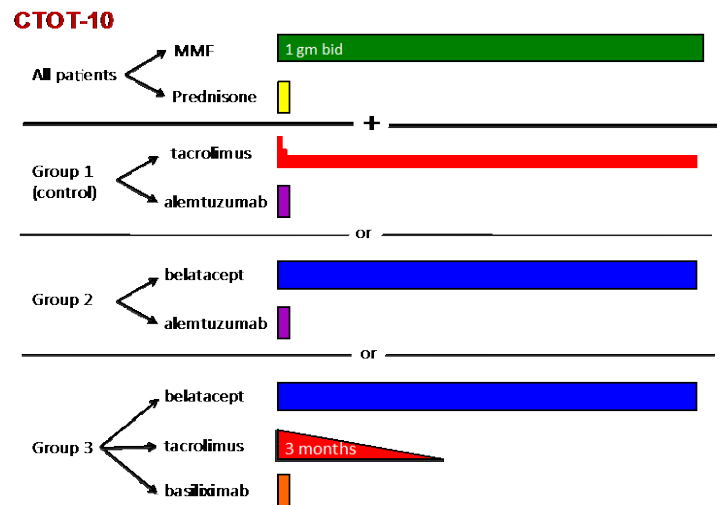 CTOT-10
MMF
1 gm bid
All patients
Prednisone
+
tacrolimus
Group 1
(control)
alemtuzumab
or
belatacept
Group 2
alemtuzumab
or
belatacept
Group 3
tacrolimus
3 months
basiliximab